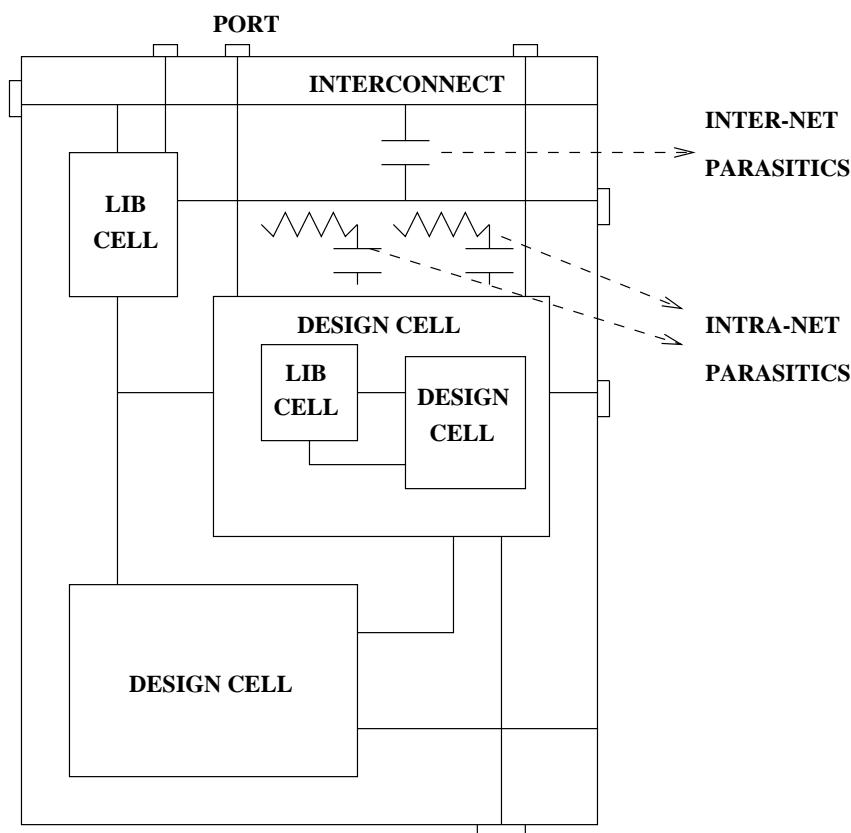 PORT
INTERCONNECT
INTER-NET
PARASITICS
LIB
CELL
INTRA-NET
PARASITICS
DESIGN CELL
LIB
CELL
DESIGN
CELL
DESIGN CELL